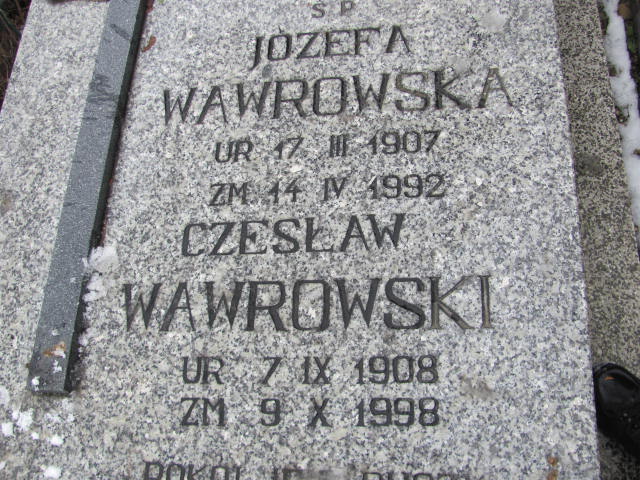 S P
JÓZEFA
WAWROWSKA
UR 17 III 1907
ZM 14 IV 1992
CZESŁAW
WAWROWSKI
UR 7 IX 1908
ZM 9 X 1998